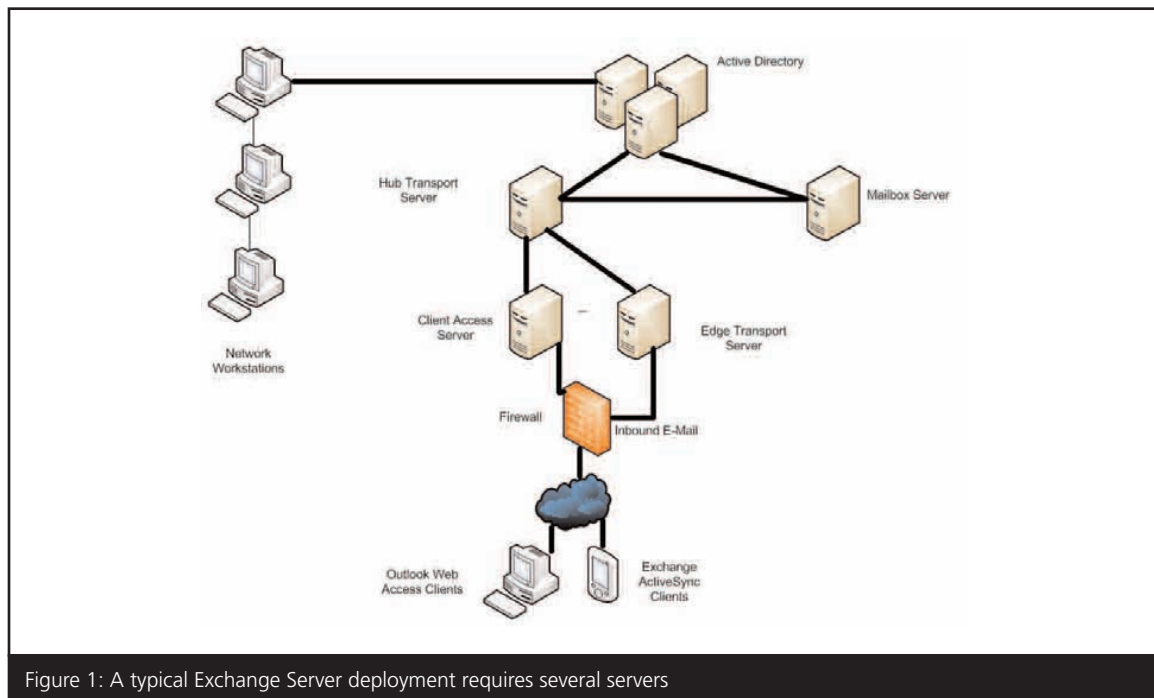 Active Directory
Hub Transport
Server
Mailbox Server
Client Access
Server
Edge Transport
Server
Network
Workstations
Firewall
Inbound E-Mail
Outlook Web
Access Clients
Exchange
ActiveSync
Clients
Figure 1: A typical Exchange Server deployment requires several servers